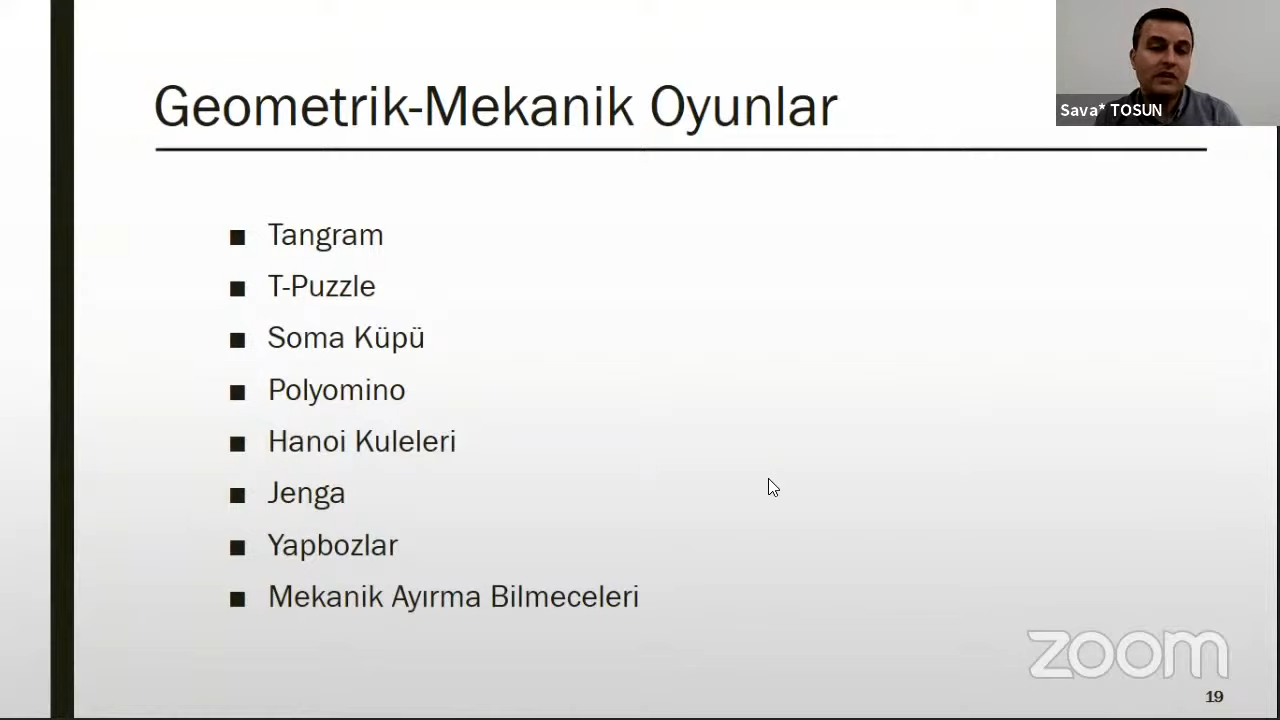 Geometrik-Mekanik Oyunlar
Sava* TOSUN
■ Tangram
■ T-Puzzle
■ Soma Küpü
■ Polyomino
■ Hanoi Kuleleri
■ Jenga
■ Yapbozlar
■ Mekanik Ayırma Bilmeceleri
zoom
19